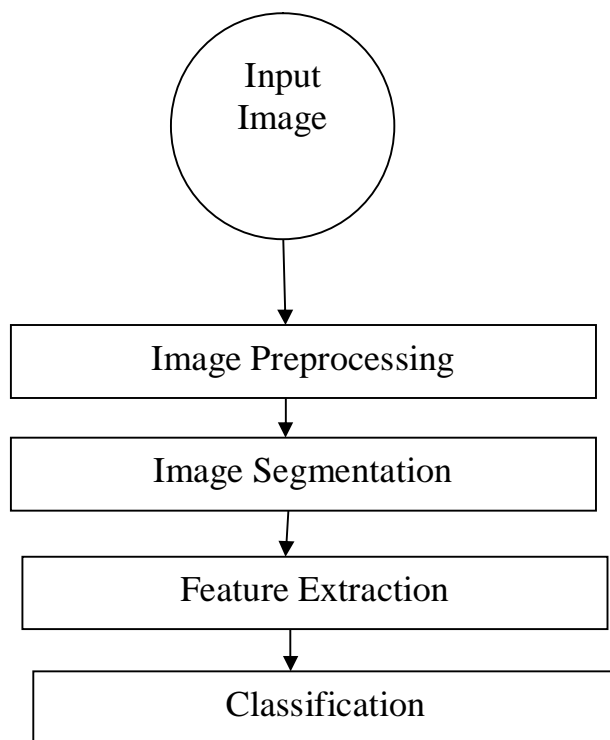 Input
Image
Image Preprocessing
Image Segmentation
Feature Extraction
Classification